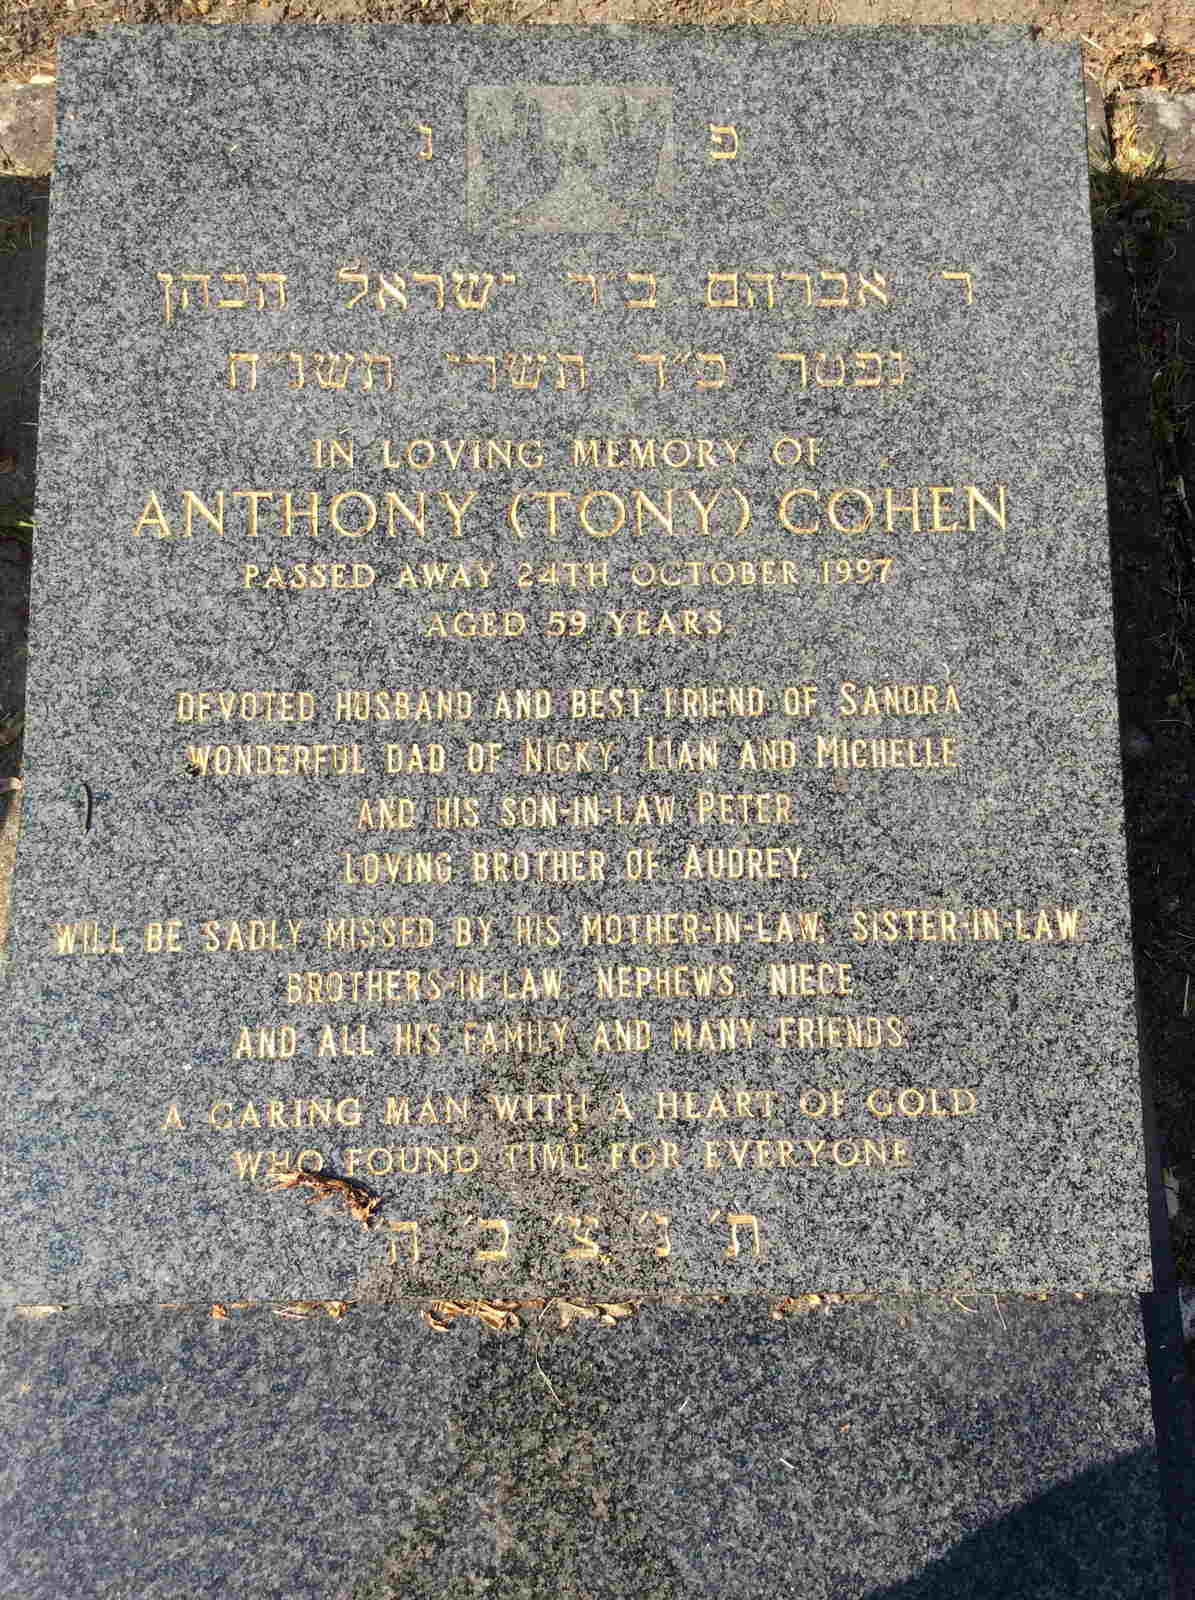 פ נ
ר׳ אברהם ב״ר ישראל הכהן
נפטר כ״ד תשרי תשנ״ח
IN LOVING MEMORY OF
ANTHONY (TONY) COHEN
PASSED AWAY 24TH OCTOBER 1997
AGED 59 YEARS
DEVOTED HUSBAND AND BEST FRIEND OF SANDRA
WONDERFUL DAD OF NICKY, LIAN AND MICHELLE
AND HIS SON-IN-LAW PETER
LOVING BROTHER OF AUDREY.
WILL BE SADLY MISSED BY HIS MOTHER-IN-LAW, SISTER-IN-LAW
BROTHERS-IN-LAW, NEPHEWS, NIECE
AND ALL HIS FAMILY AND MANY FRIENDS
A CARING MAN WITH A HEART OF GOLD
WHO FOUND TIME FOR EVERYONE
ת׳ נ׳ צ׳ ב׳ ה׳